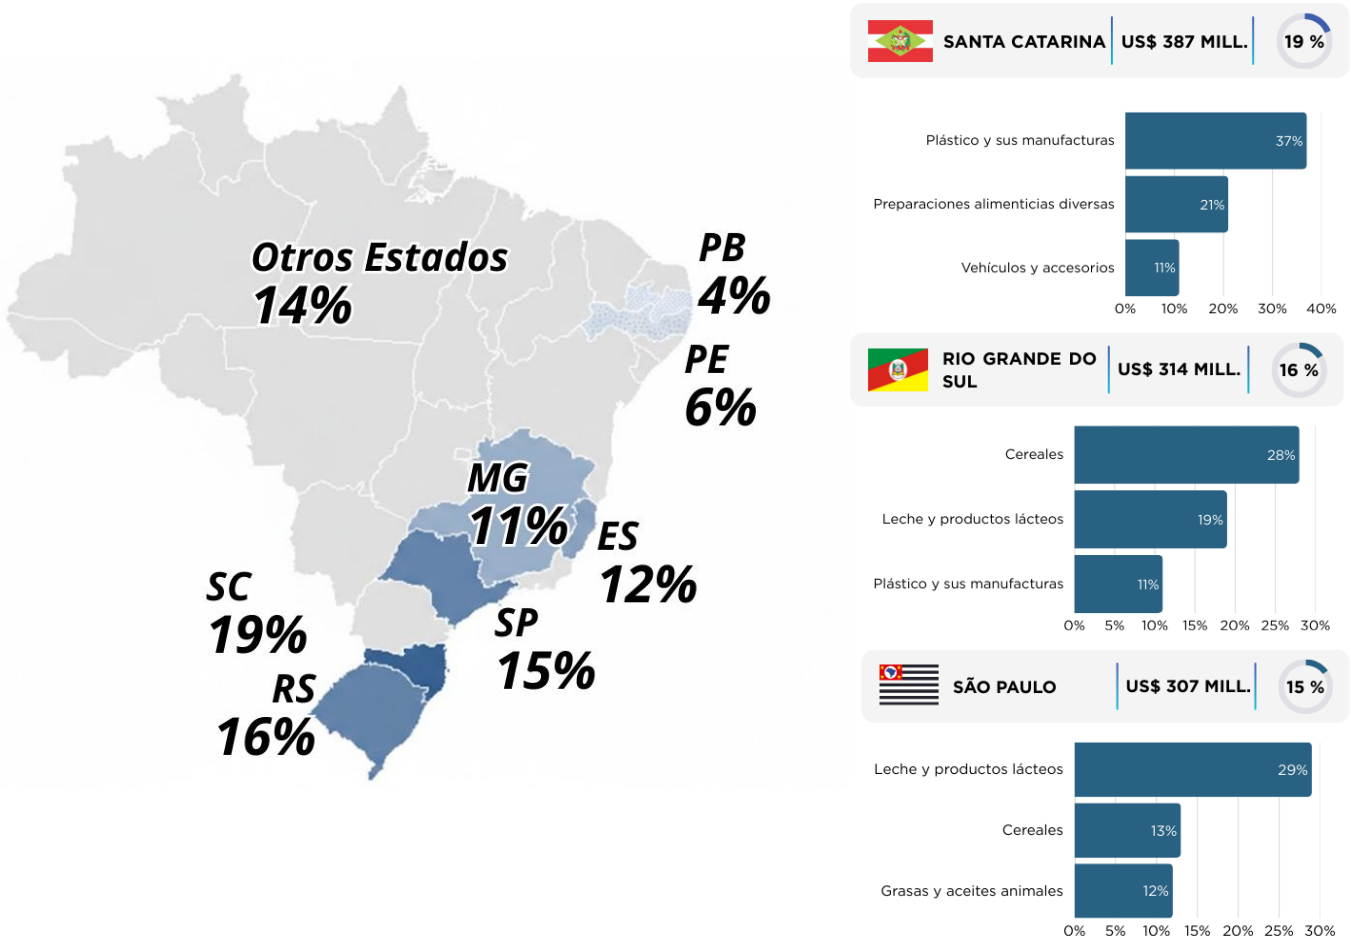 Otros Estados
14%
PB
4%
PE
6%
MG
11%
ES
12%
SC
19%
SP
15%
RS
16%
SANTA CATARINA
US$ 387 MILL.
19 %
Plástico y sus manufacturas
37%
Preparaciones alimenticias diversas
21%
Vehículos y accesorios
11%
0% 10% 20% 30% 40%
RIO GRANDE DO
SUL
US$ 314 MILL.
16 %
Cereales
28%
Leche y productos lácteos
19%
Plástico y sus manufacturas
11%
0% 5% 10% 15% 20% 25% 30%
SÃO PAULO
US$ 307 MILL.
15 %
Leche y productos lácteos
29%
Cereales
13%
Grasas y aceites animales
12%
0% 5% 10% 15% 20% 25% 30%